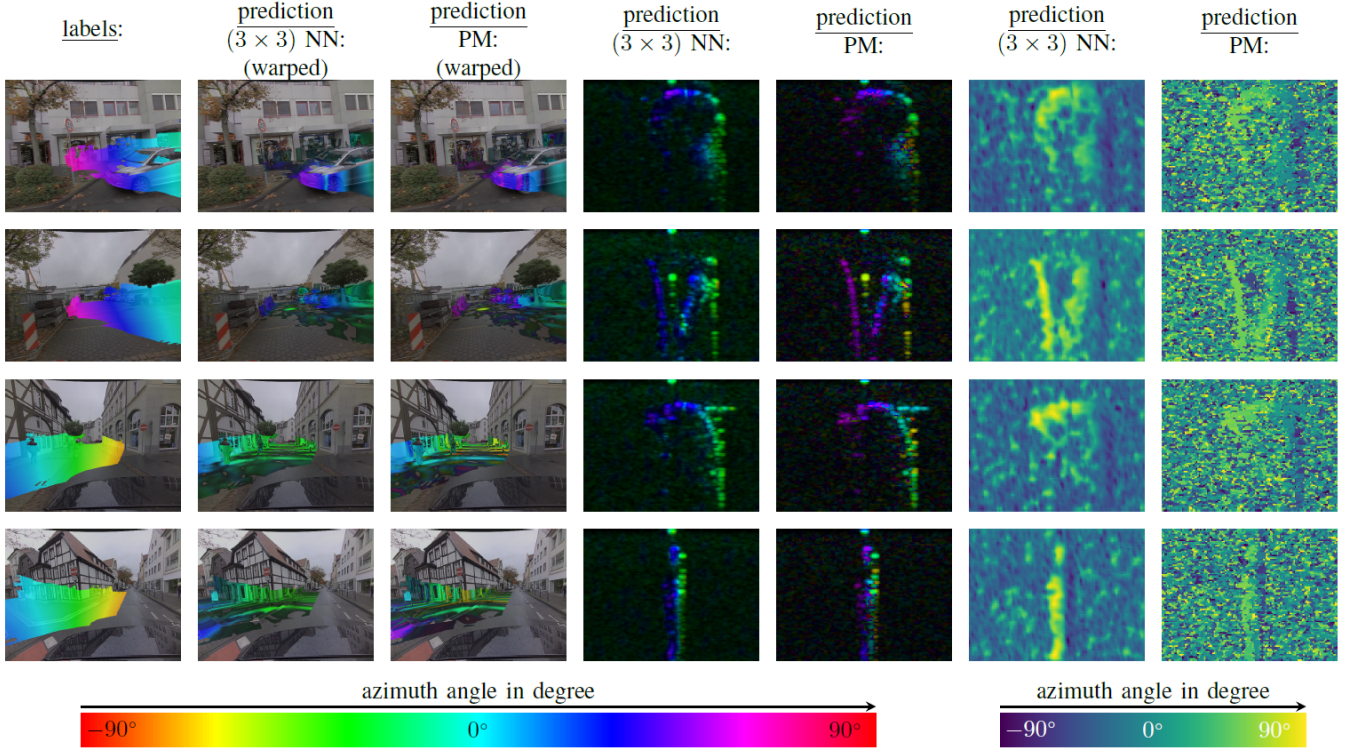 labels:
prediction
(3 × 3) NN:
(warped)
prediction
PM:
(warped)
prediction
(3 × 3) NN:
prediction
PM:
prediction
(3 × 3) NN:
prediction
PM:
azimuth angle in degree
−90° 0° 90°
azimuth angle in degree
−90° 0° 90°